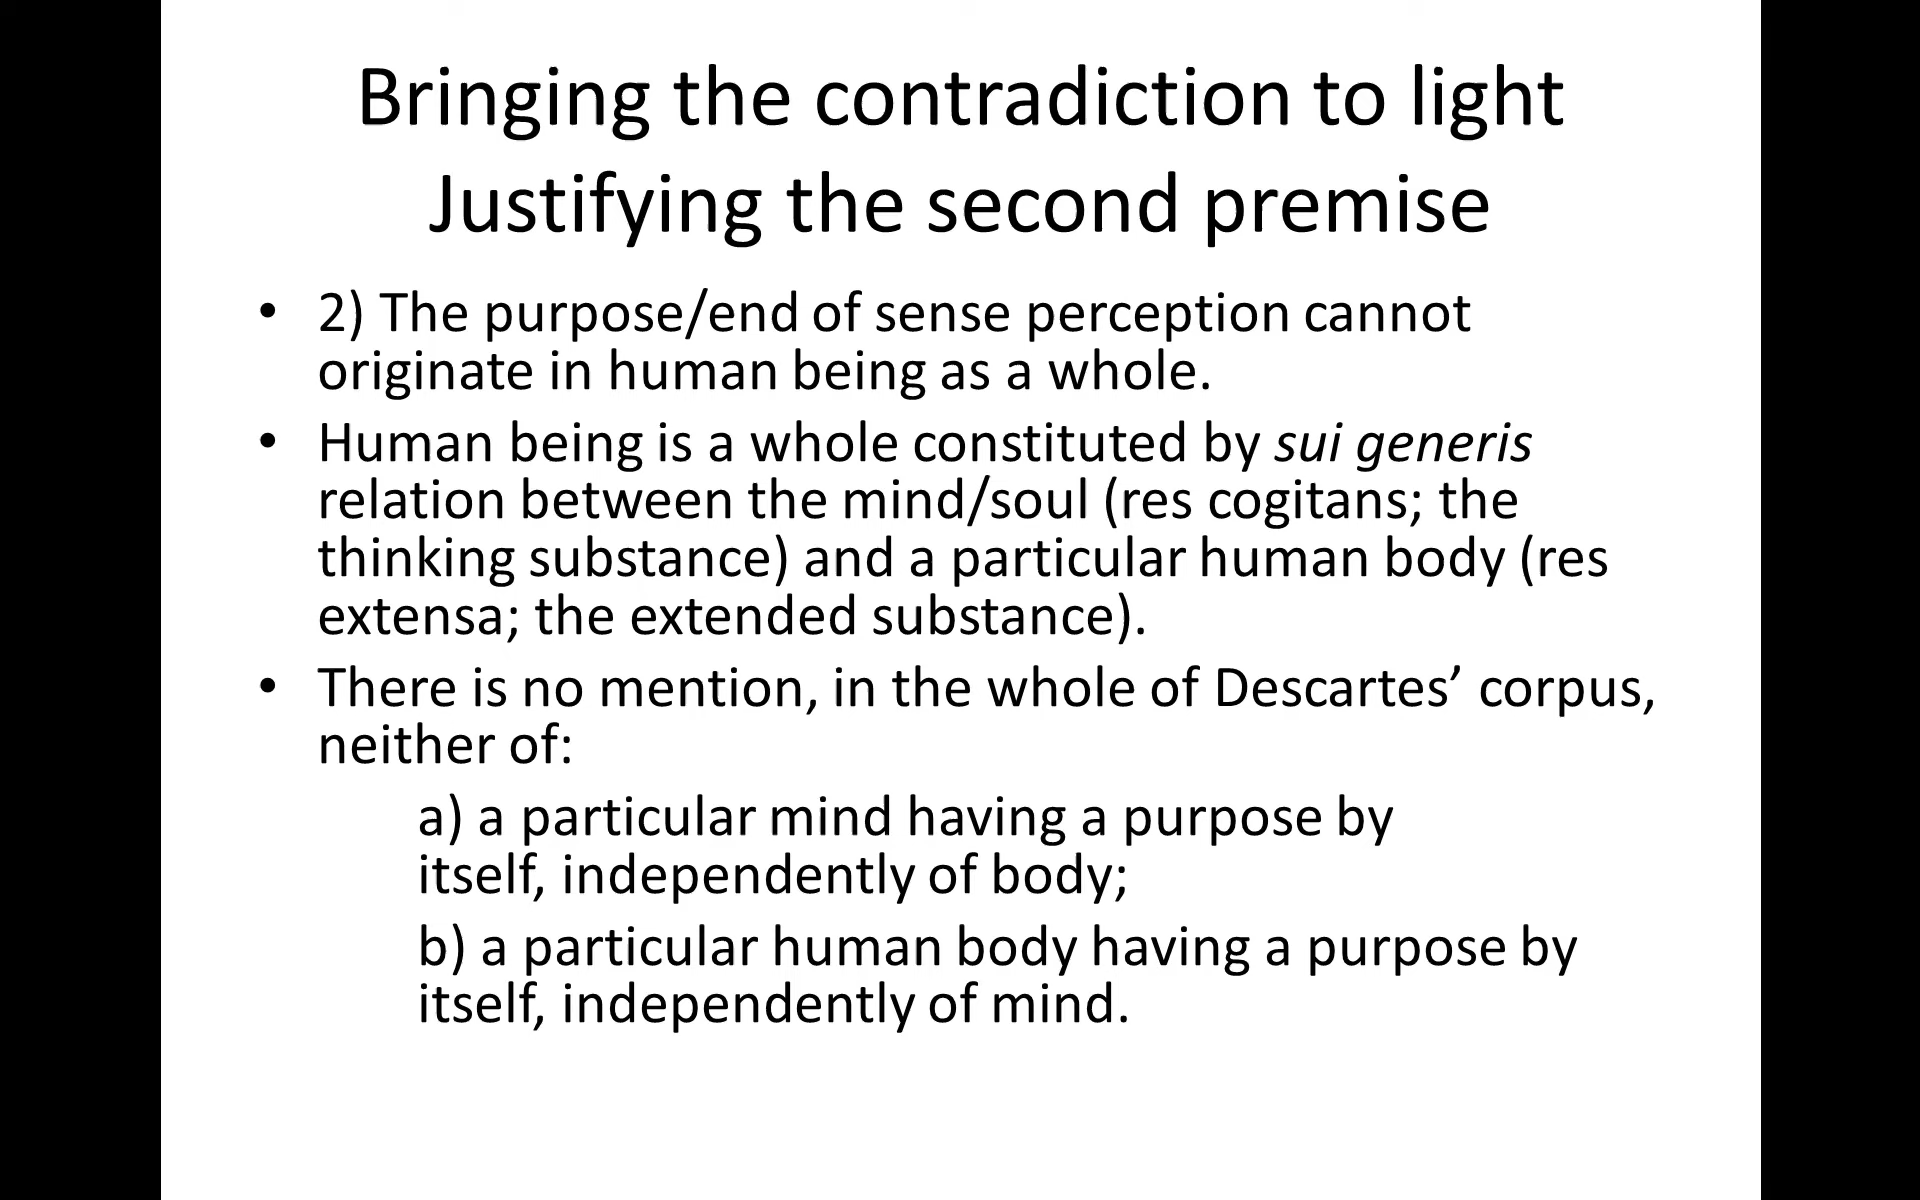 Bringing the contradiction to light
Justifying the second premise
• 2) The purpose/end of sense perception cannot
originate in human being as a whole.
• Human being is a whole constituted by sui generis
relation between the mind/soul (res cogitans; the
thinking substance) and a particular human body (res
extensa; the extended substance).
• There is no mention, in the whole of Descartes’ corpus,
neither of:
a) a particular mind having a purpose by
itself, independently of body;
b) a particular human body having a purpose by
itself, independently of mind.